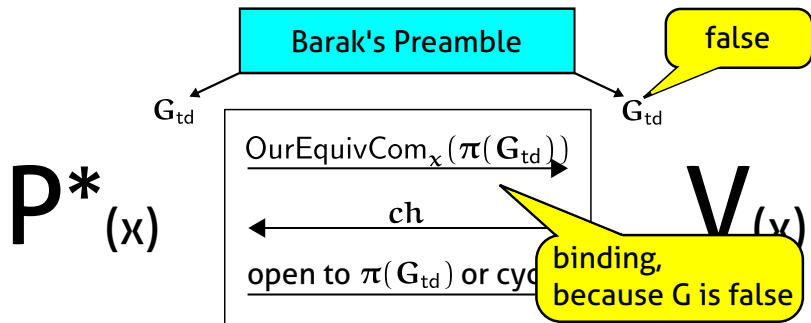 Barak's Preamble
false
G_td
G_td
OurEquivCom_x(π(G_td))
P*(x)
ch
V(x)
open to π(G_td) or cyc
binding,
because G is false